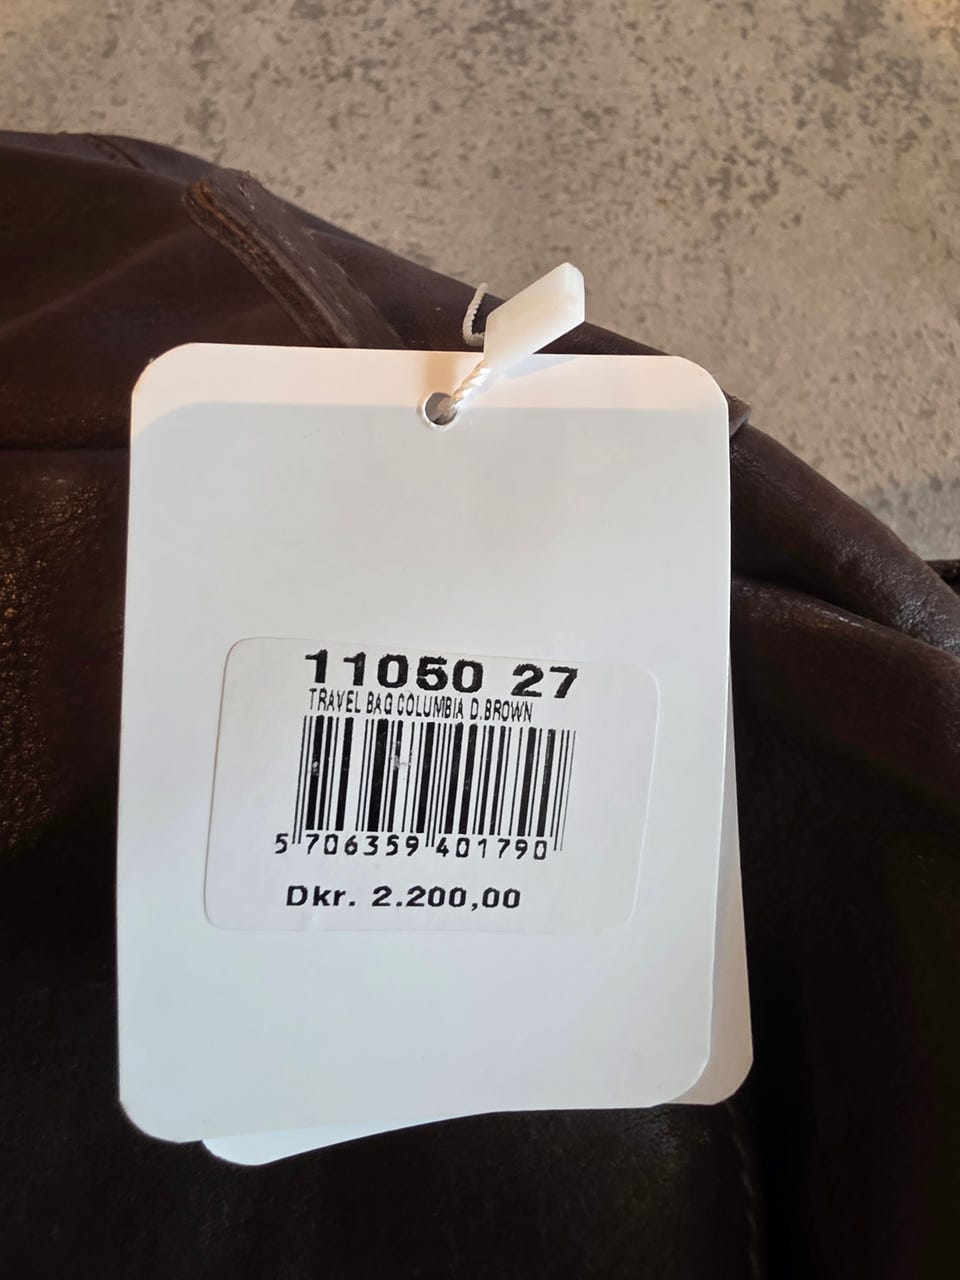 11050 27
TRAVEL BAG COLUMBIA D.BROWN
5 706359 401790
Dkr. 2.200,00